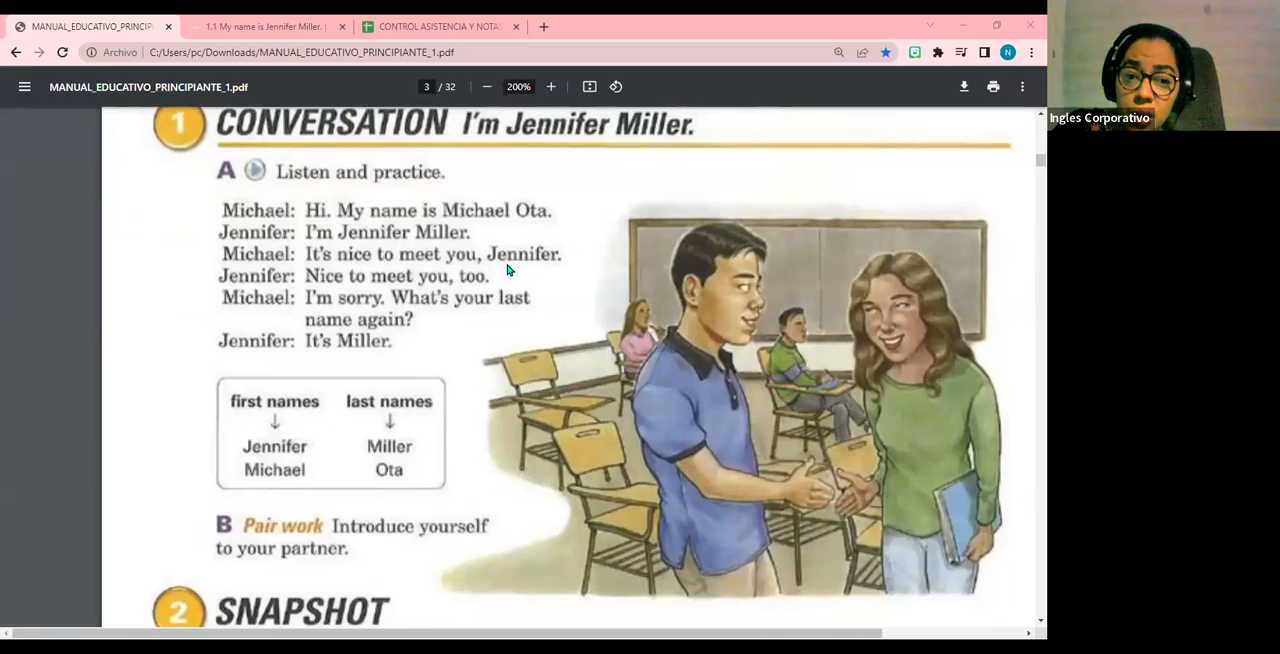 MANUAL_EDUCATIVO_PRINCIPI
1.1 My name is Jennifer Miller. |
CONTROL ASISTENCIA Y NOTA
Archivo
C:/Users/pc/Downloads/MANUAL_EDUCATIVO_PRINCIPIANTE_1.pdf
N
MANUAL_EDUCATIVO_PRINCIPIANTE_1.pdf
3 / 32
200%
Ingles Corporativo
1 CONVERSATION I'm Jennifer Miller.
A Listen and practice.
Michael: Hi. My name is Michael Ota.
Jennifer: I'm Jennifer Miller.
Michael: It's nice to meet you, Jennifer.
Jennifer: Nice to meet you, too.
Michael: I'm sorry. What's your last
name again?
Jennifer: It's Miller.
first names last names
Jennifer Miller
Michael Ota
B Pair work Introduce yourself
to your partner.
2 SNAPSHOT